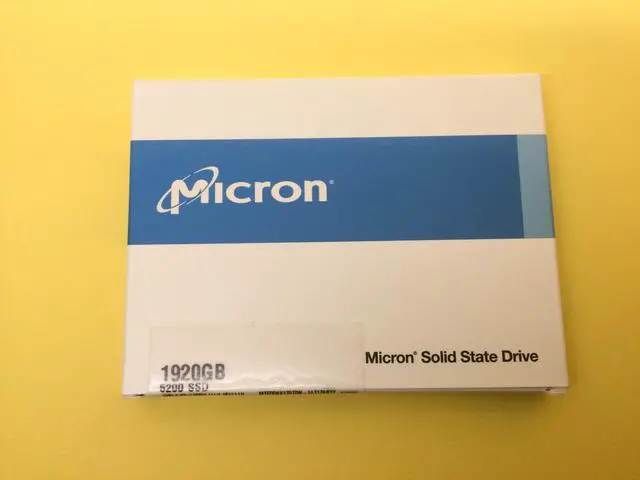 Micron®
Micron® Solid State Drive
1920GB
5200 SSD